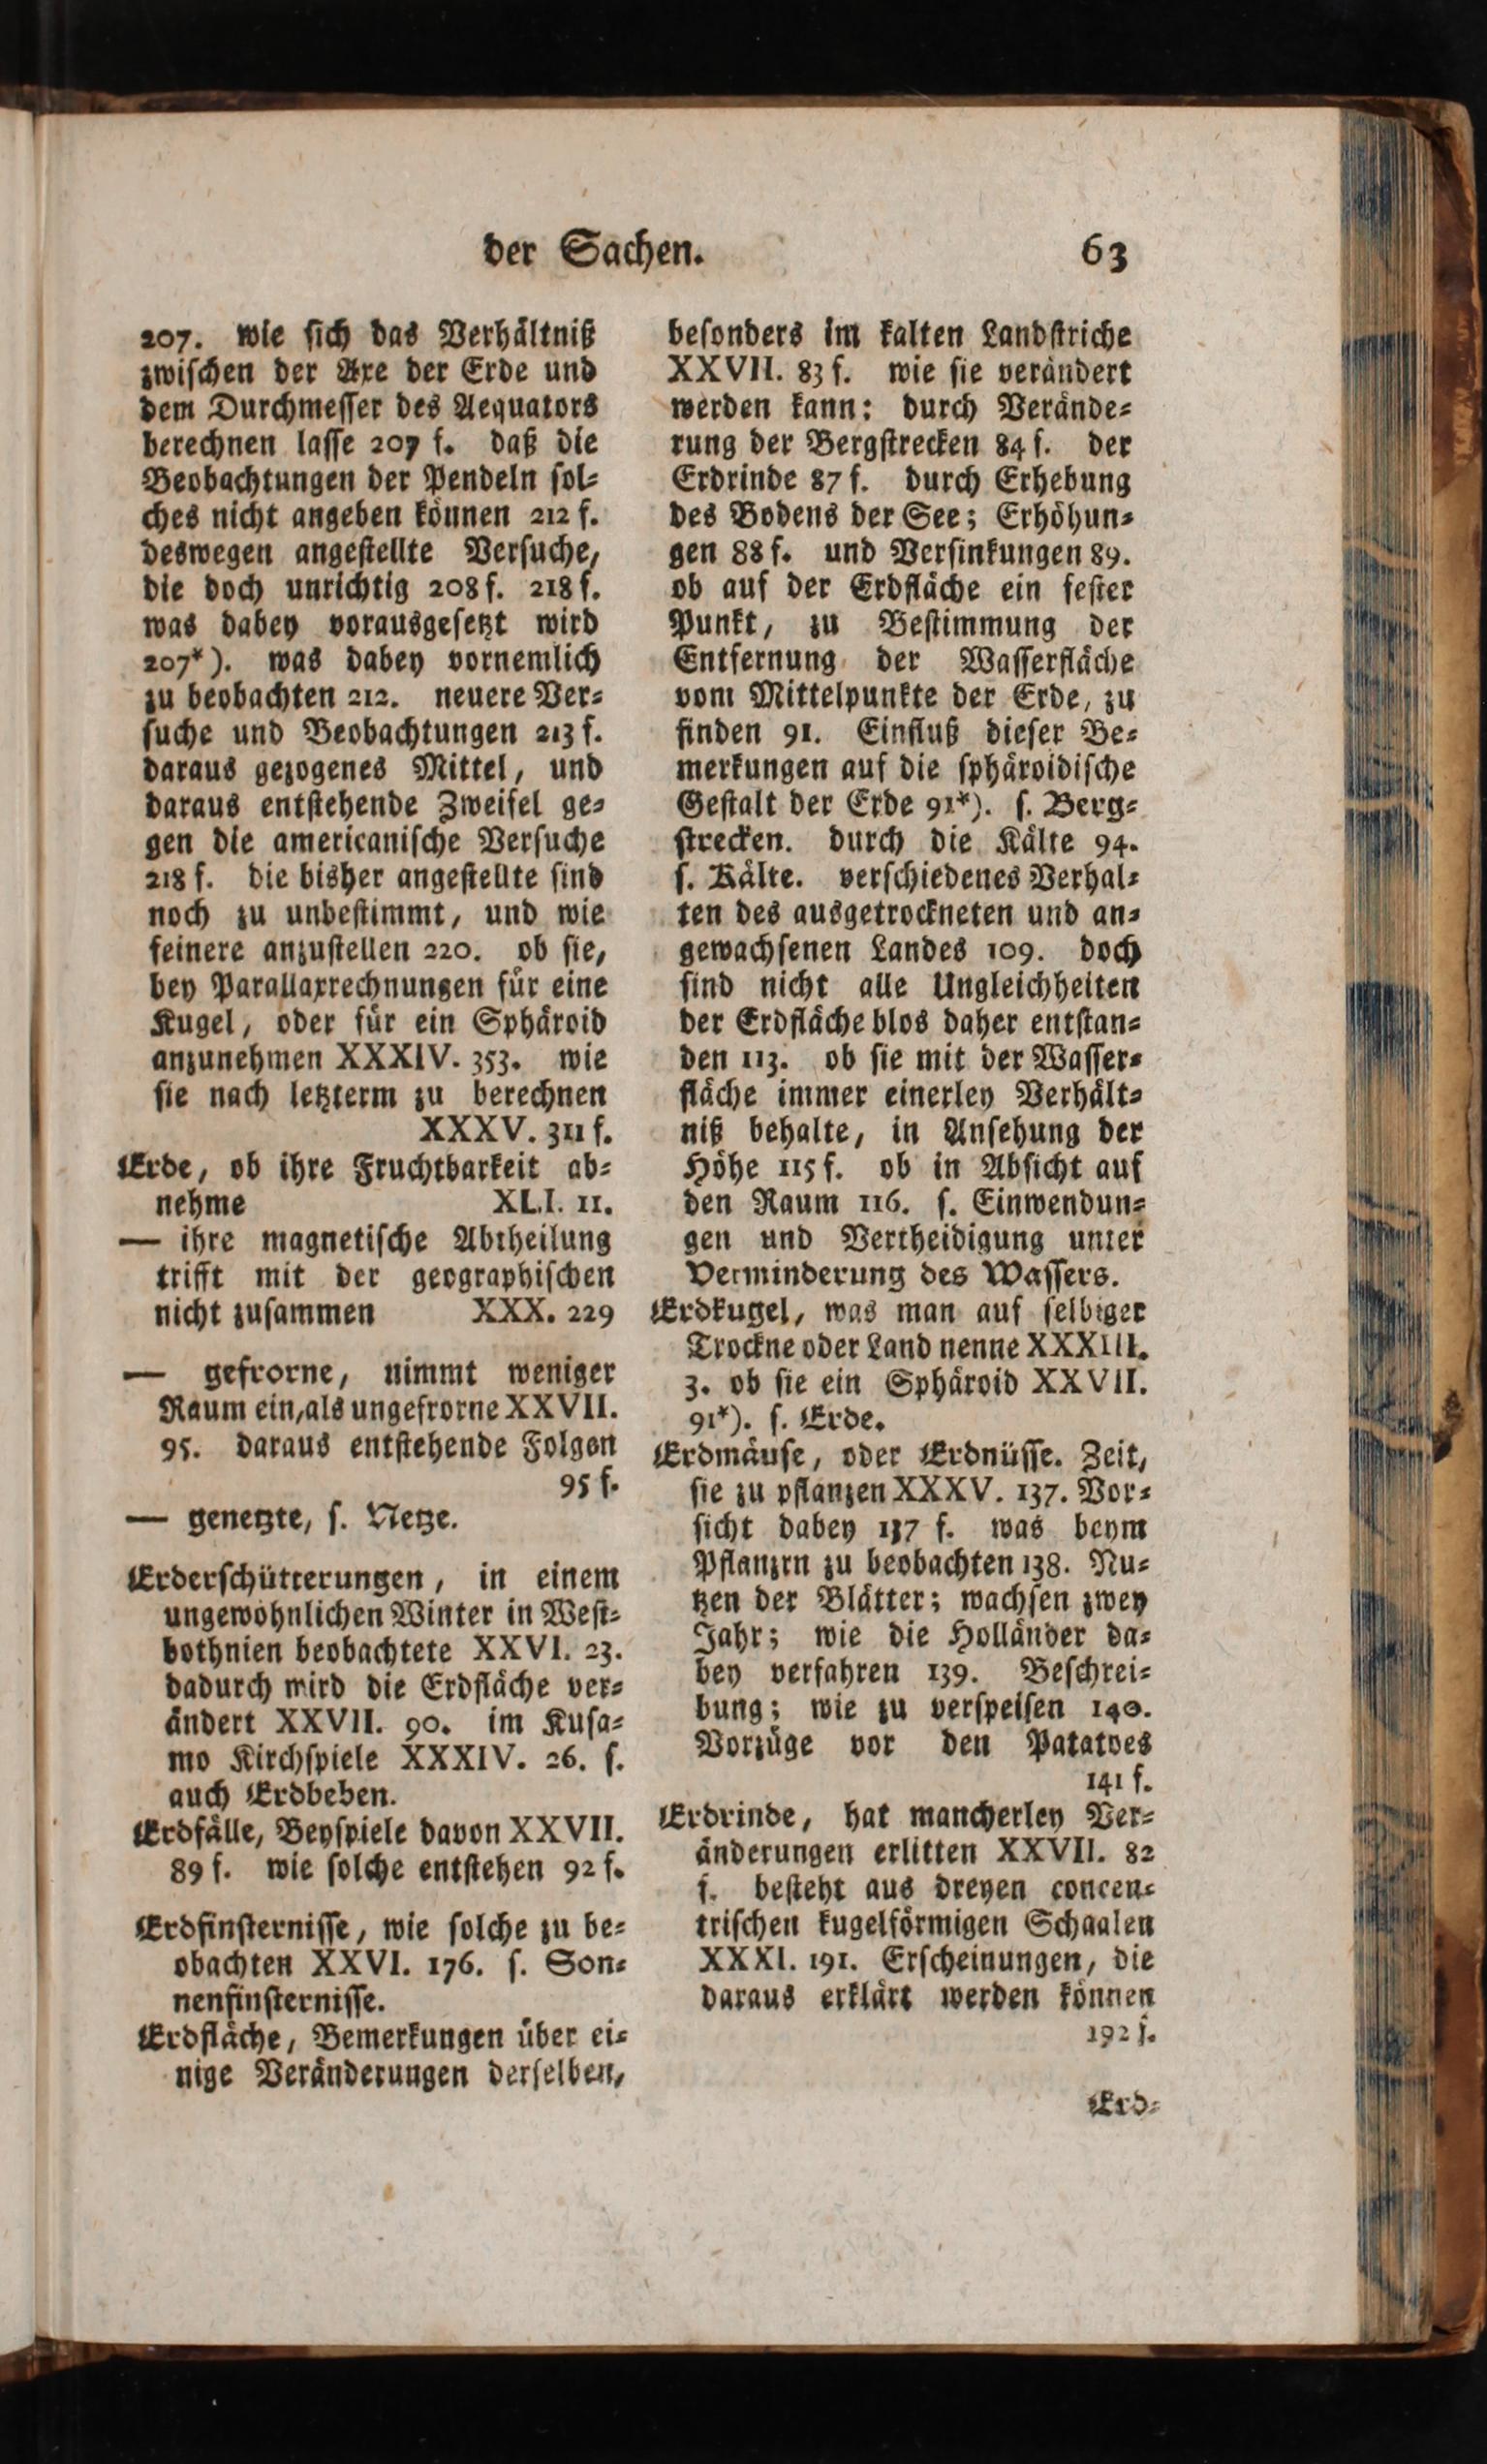 der Sachen. 63
207. wie ſich das Verhältniß
zwiſchen der Axe der Erde und
dem Durchmeſſer des Aequators
berechnen laſſe 207 f. daß die
Beobachtungen der Pendeln ſol⸗
ches nicht angeben können 212 f.
deswegen angeſtellte Verſuche,
die doch unrichtig 208 f. 218 f.
was dabey vorausgeſetzt wird
207*). was dabey vornemlich
zu beobachten 212. neuere Ver⸗
ſuche und Beobachtungen 213 f.
daraus gezogenes Mittel, und
daraus entſtehende Zweifel ge⸗
gen die americaniſche Verſuche
218 f. die bisher angeſtellte ſind
noch zu unbeſtimmt, und wie
feinere anzuſtellen 220. ob ſie,
bey Parallaxrechnungen für eine
Kugel, oder für ein Sphäroid
anzunehmen XXXIV. 353. wie
ſie nach letzterm zu berechnen
XXXV. 311 f.
Erde, ob ihre Fruchtbarkeit ab⸗
nehme XLI. 11.
— ihre magnetiſche Abtheilung
trifft mit der geographiſchen
nicht zuſammen XXX. 229
— gefrorne, nimmt weniger
Raum ein, als ungefrorne XXVII.
95. daraus entſtehende Folgen
95 f.
— genetzte, ſ. Netze.
Erderſchütterungen, in einem
ungewöhnlichen Winter in Weſt⸗
bothnien beobachtete XXVI. 23.
dadurch wird die Erdfläche ver⸗
ändert XXVII. 90. im Kuſa⸗
mo Kirchſpiele XXXIV. 26. ſ.
auch Erdbeben.
Erdfälle, Beyſpiele davon XXVII.
89 f. wie ſolche entſtehen 92 f.
Erdfinſterniſſe, wie ſolche zu be⸗
obachten XXVI. 176. ſ. Son⸗
nenfinſterniſſe.
Erdfläche, Bemerkungen über ei⸗
nige Veränderungen derſelben,
beſonders im kalten Landſtriche
XXVII. 83 f. wie ſie verändert
werden kann: durch Verände⸗
rung der Bergſtrecken 84 f. der
Erdrinde 87 f. durch Erhebung
des Bodens der See; Erhöhun⸗
gen 88 f. und Verſinkungen 89.
ob auf der Erdfläche ein feſter
Punkt, zu Beſtimmung der
Entfernung der Waſſerfläche
vom Mittelpunkte der Erde, zu
finden 91. Einfluß dieſer Be⸗
merkungen auf die ſphäroidiſche
Geſtalt der Erde 91*). ſ. Berg⸗
ſtrecken. durch die Kälte 94.
ſ. Kälte. verſchiedenes Verhal⸗
ten des ausgetrockneten und an⸗
gewachſenen Landes 109. doch
ſind nicht alle Ungleichheiten
der Erdfläche blos daher entſtan⸗
den 113. ob ſie mit der Waſſer⸗
fläche immer einerley Verhält⸗
niß behalte, in Anſehung der
Höhe 115 f. ob in Abſicht auf
den Raum 116. ſ. Einwendun⸗
gen und Vertheidigung unter
Verminderung des Waſſers.
Erdkugel, was man auf ſelbiger
Trockne oder Land nenne XXXIII.
3. ob ſie ein Sphäroid XXVII.
91*). ſ. Erde.
Erdmäuſe, oder Erdnüſſe. Zeit,
ſie zu pflanzen XXXV. 137. Vor⸗
ſicht dabey 137 f. was beym
Pflanzrn zu beobachten 138. Nu⸗
tzen der Blätter; wachſen zwey
Jahr; wie die Holländer da⸗
bey verfahren 139. Beſchrei⸗
bung; wie zu verſpeiſen 140.
Vorzüge vor den Patatoes
141 f.
Erdrinde, hat mancherley Ver⸗
änderungen erlitten XXVII. 82
f. beſteht aus dreyen concen⸗
triſchen kugelförmigen Schaalen
XXXI. 191. Erſcheinungen, die
daraus erklärt werden können
192 f.
Erd⸗